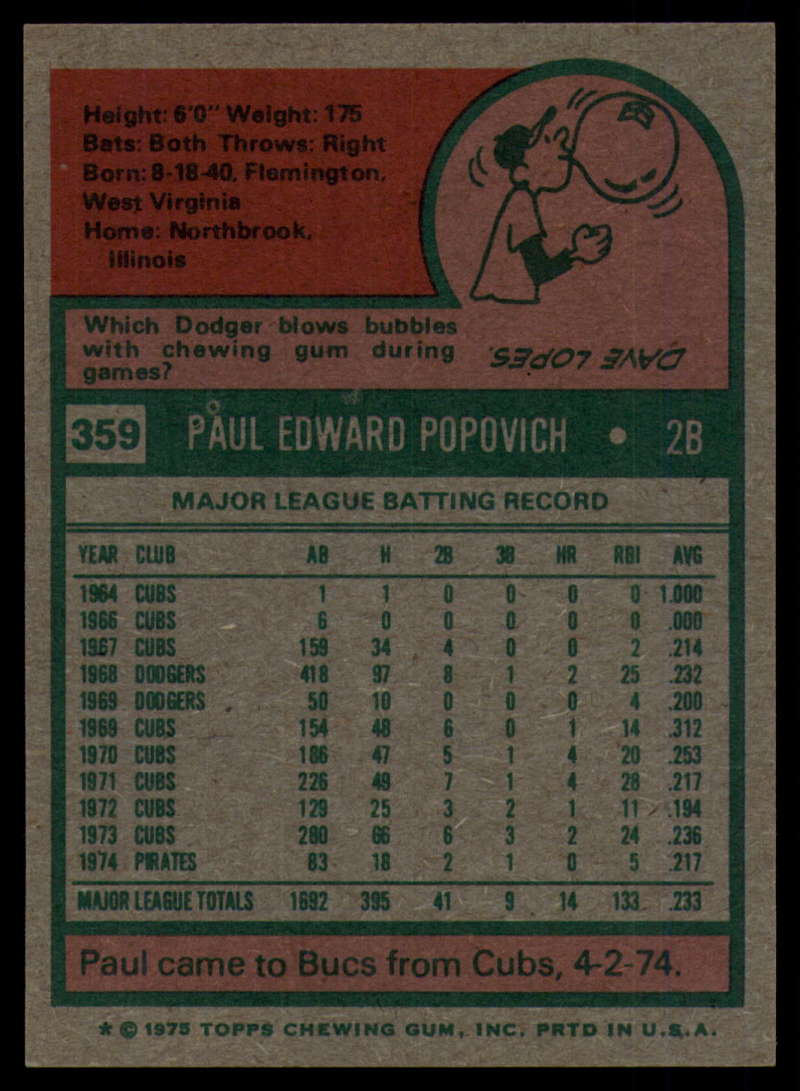 Height: 6'0" Weight: 175
Bats: Both Throws: Right
Born: 8-18-40, Flemington,
West Virginia
Home: Northbrook,
Illinois
Which Dodger blows bubbles
with chewing gum during
games?
DAVE LOPES.
359 PAUL EDWARD POPOVICH • 2B
MAJOR LEAGUE BATTING RECORD
YEAR CLUB AB H 2B 3B HR RBI AVG
1964 CUBS 1 1 0 0 0 0 1.000
1966 CUBS 6 0 0 0 0 0 .000
1967 CUBS 159 34 4 0 0 2 .214
1968 DODGERS 418 97 8 1 2 25 .232
1969 DODGERS 50 10 0 0 0 4 .200
1969 CUBS 154 48 6 0 1 14 .312
1970 CUBS 186 47 5 1 4 20 .253
1971 CUBS 226 49 7 1 4 28 .217
1972 CUBS 129 25 3 2 1 11 .194
1973 CUBS 280 66 6 3 2 24 .236
1974 PIRATES 83 18 2 1 0 5 .217
MAJOR LEAGUE TOTALS 1692 395 41 9 14 133 .233
Paul came to Bucs from Cubs, 4-2-74.
* © 1975 TOPPS CHEWING GUM, INC. PRTD IN U.S.A.